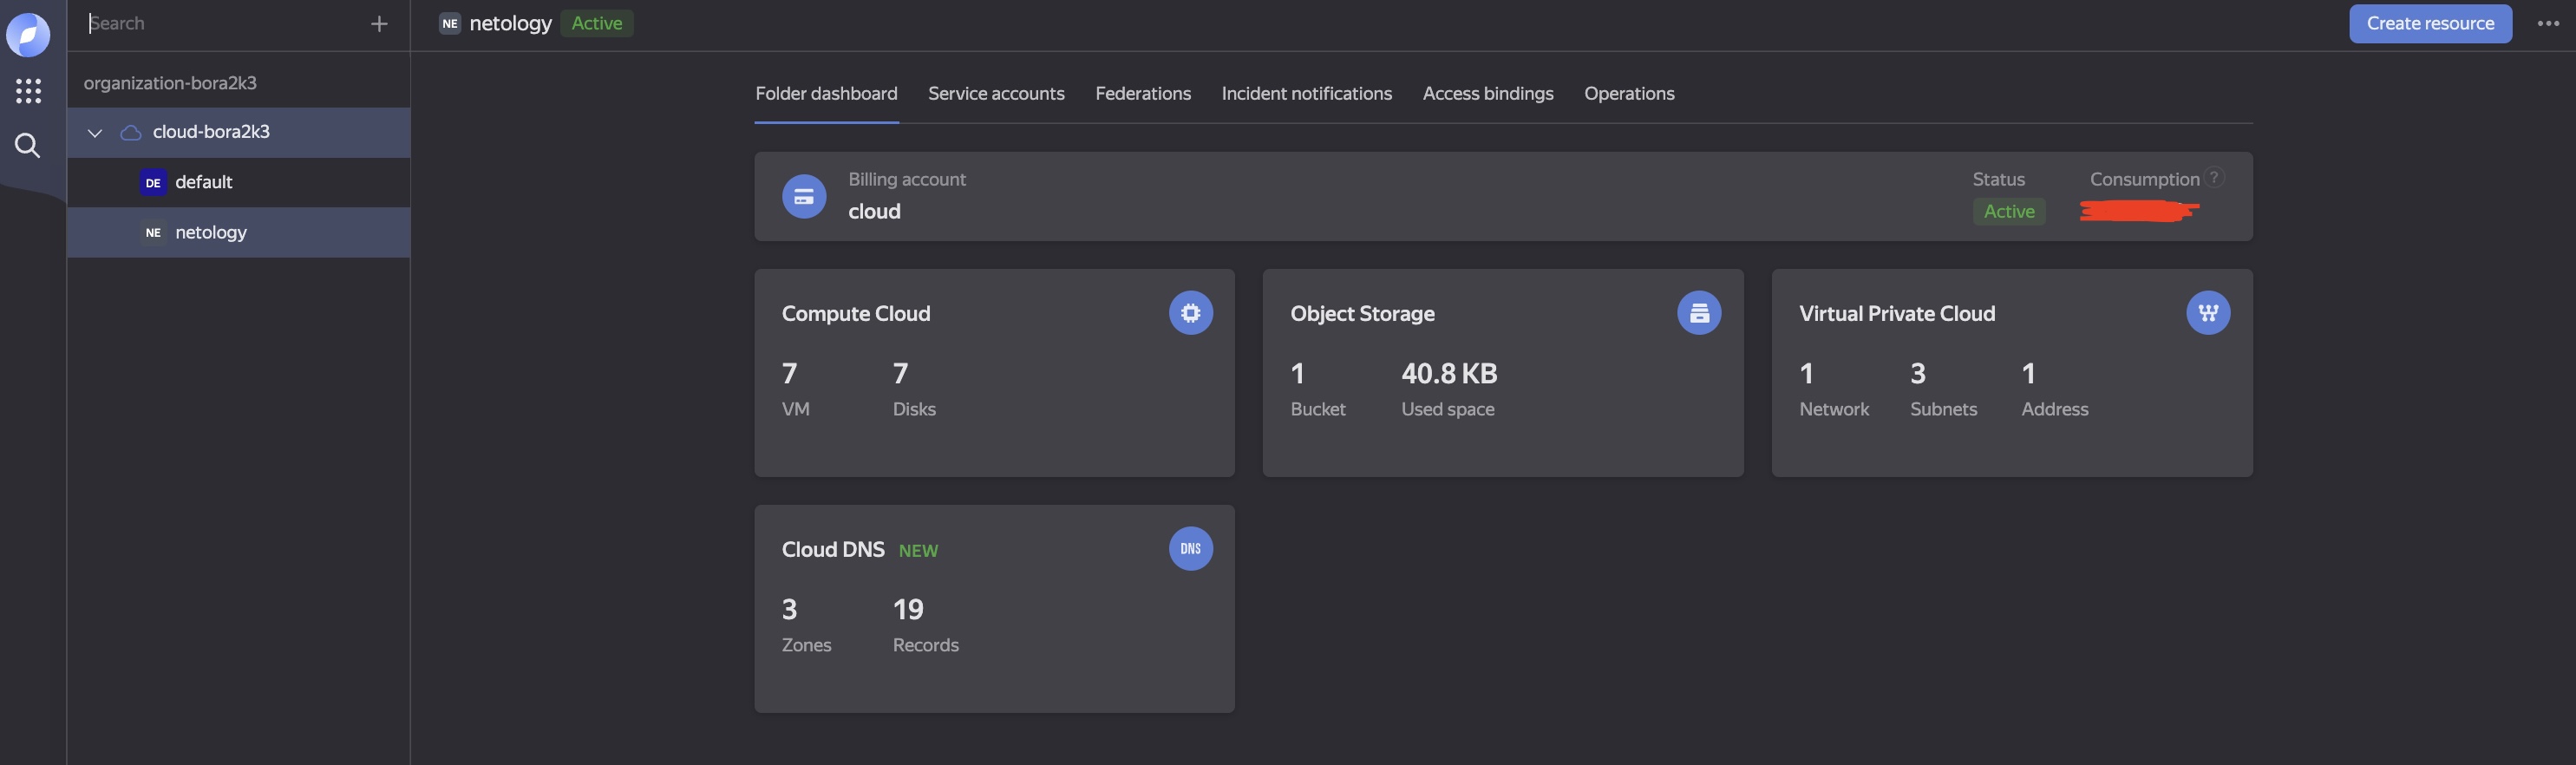 Search
organization-bora2k3
cloud-bora2k3
DE default
NE netology
NE netology Active
Create resource
Folder dashboard Service accounts Federations Incident notifications Access bindings Operations
Billing account
cloud
Status
Active
Consumption ?
Compute Cloud
7 7
VM Disks
Object Storage
1 40.8 KB
Bucket Used space
Virtual Private Cloud
1 3 1
Network Subnets Address
Cloud DNS NEW
DNS
3 19
Zones Records